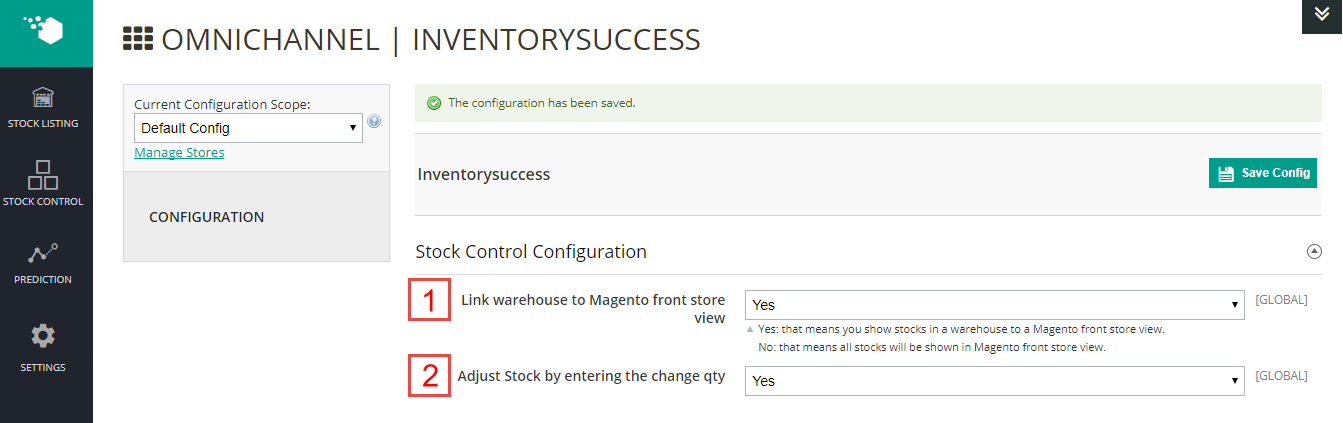 OMNICHANNEL | INVENTORYSUCCESS
STOCK LISTING
STOCK CONTROL
PREDICTION
SETTINGS
Current Configuration Scope:
Default Config
Manage Stores
CONFIGURATION
The configuration has been saved.
Inventorysuccess
Save Config
Stock Control Configuration
1
Link warehouse to Magento front store
view
Yes
[GLOBAL]
Yes: that means you show stocks in a warehouse to a Magento front store view.
No: that means all stocks will be shown in Magento front store view.
2
Adjust Stock by entering the change qty
Yes
[GLOBAL]